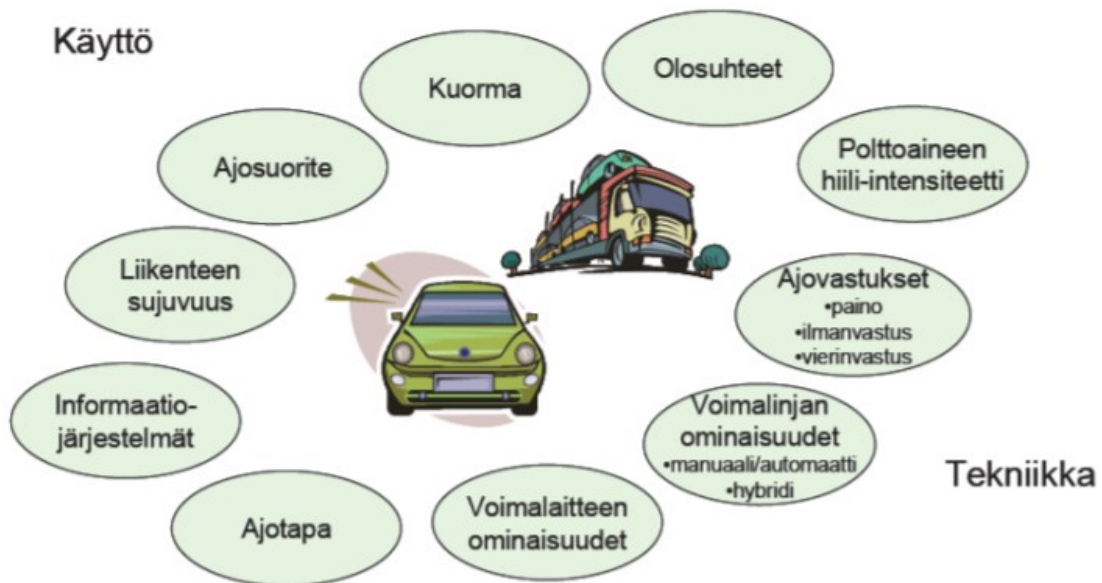 Käyttö
Kuorma
Olosuhteet
Ajosuorite
Polttoaineen
hiili-intensiteetti
Liikenteen
sujuvuus
Ajovastukset
•paino
•ilmanvastus
•vierinvastus
Informaatio-
järjestelmät
Voimalinjan
ominaisuudet
•manuaali/automaatti
•hybridi
Tekniikka
Ajotapa
Voimalaitteen
ominaisuudet